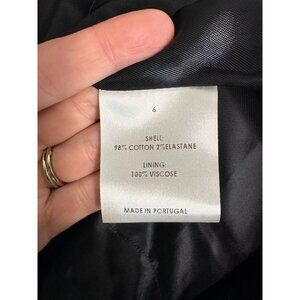 6
SHELL:
98% COTTON 2%ELASTANE
LINING:
100% VISCOSE
MADE IN PORTUGAL